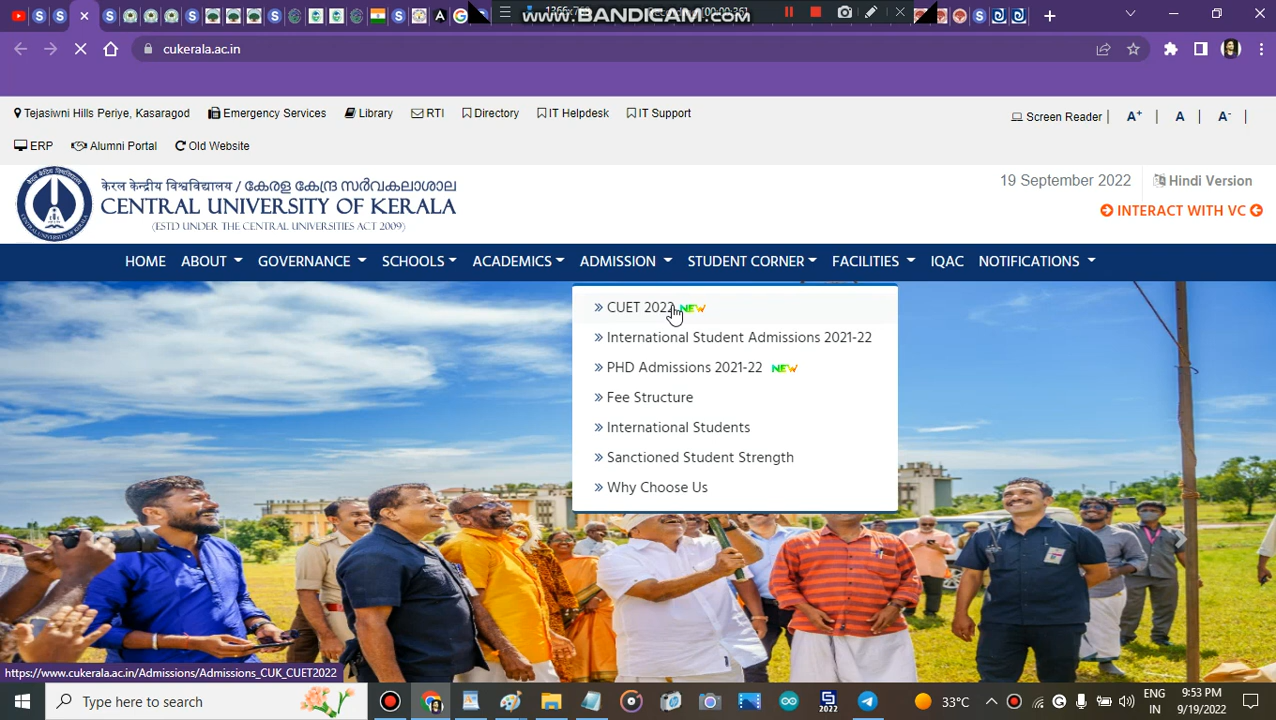 www.BANDICAM.com
cukerala.ac.in
Tejasiwni Hills Periye, Kasaragod Emergency Services Library RTI Directory IT Helpdesk IT Support
Screen Reader | A+ | A | A- |
ERP Alumni Portal Old Website
केरल केन्द्रीय विश्वविद्यालय / കേരള കേന്ദ്ര സർവകലാശാല
CENTRAL UNIVERSITY OF KERALA
(ESTD UNDER THE CENTRAL UNIVERSITIES ACT 2009)
19 September 2022 Hindi Version
INTERACT WITH VC
HOME ABOUT GOVERNANCE SCHOOLS ACADEMICS ADMISSION STUDENT CORNER FACILITIES IQAC NOTIFICATIONS
» CUET 2022 NEW
» International Student Admissions 2021-22
» PHD Admissions 2021-22 NEW
» Fee Structure
» International Students
» Sanctioned Student Strength
» Why Choose Us
https://www.cukerala.ac.in/Admissions/Admissions_CUK_CUET2022
Type here to search
2022
33°C
ENG
IN
9:53 PM
9/19/2022